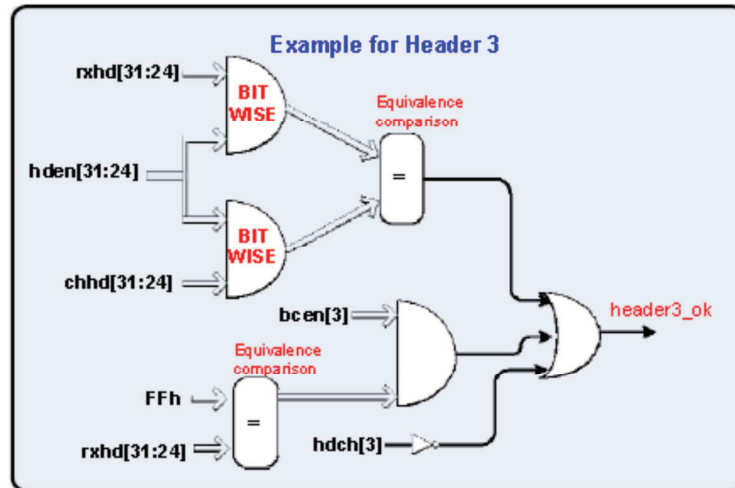 Example for Header 3
rxhd[31:24]
BIT
WISE
Equivalence
comparison
hden[31:24]
=
BIT
WISE
chhd[31:24]
bcen[3]
header3_ok
Equivalence
comparison
FFh
=
rxhd[31:24]
hdch[3]